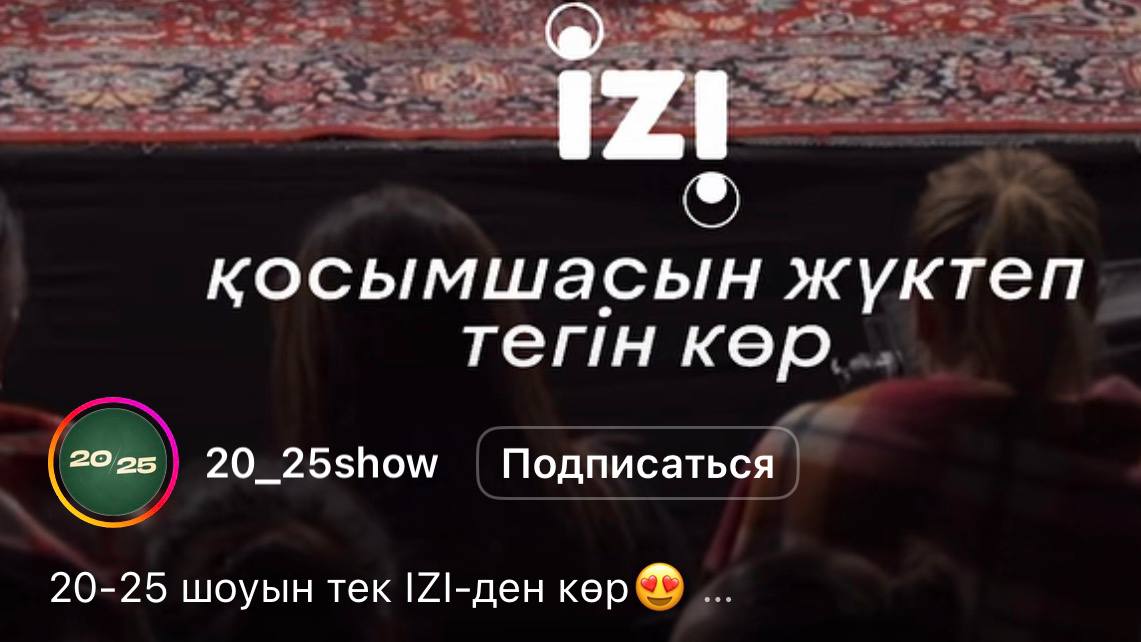 izi
қосымшасын жүктеп
тегін көр
20/25
20_25show Подписаться
20-25 шоуын тек IZI-ден көр😍 ...